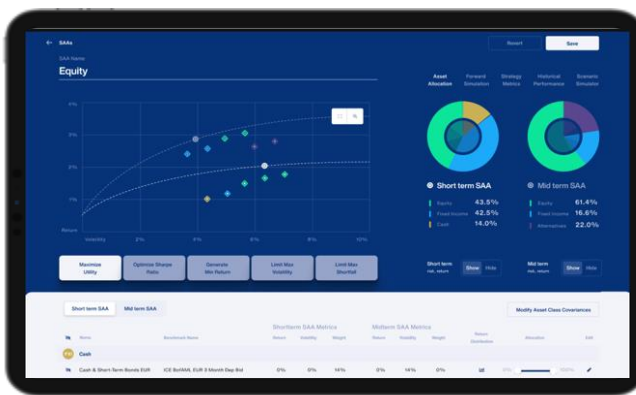 ← SAAs
Revert Save
SAA Name
Equity
Asset Allocation Forward Simulation Strategy Metrics Historical Performance Scenario Simulator
4%
3%
2%
1%
Return
Volatility 2% 4% 6% 8% 10%
Short term SAA
Equity 43.5%
Fixed Income 42.5%
Cash 14.0%
Mid term SAA
Equity 61.4%
Fixed Income 16.6%
Alternatives 22.0%
Maximize Utility
Optimize Sharpe Ratio
Generate Min Return
Limit Max Volatility
Limit Max Shortfall
Short term risk, return Show Hide
Mid term risk, return Show Hide
Short term SAA Mid term SAA
Modify Asset Class Covariances
Shortterm SAA Metrics Midterm SAA Metrics
Name Benchmark Name Return Volatility Weight Return Volatility Weight Return Distribution Allocation Edit
Cash
Cash & Short-Term Bonds EUR ICE BofAML EUR 3 Month Dep Bid 0% 0% 14% 0% 14% 0% 0% 100%